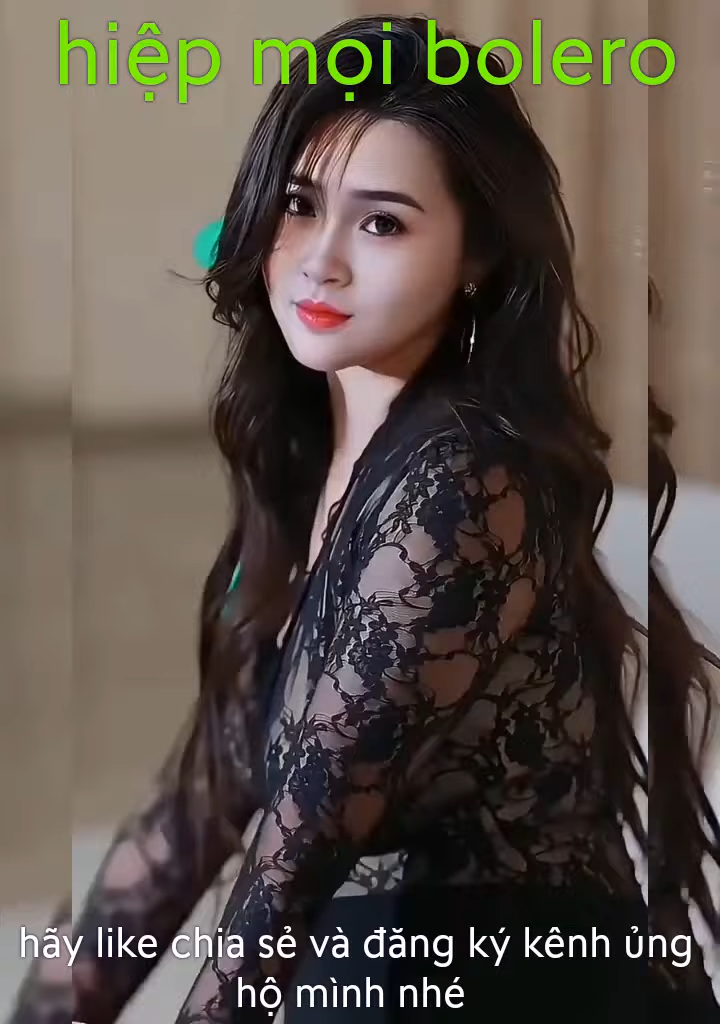 hiệp mọi bolero
hãy like chia sẻ và đăng ký kênh ủng
hộ mình nhé